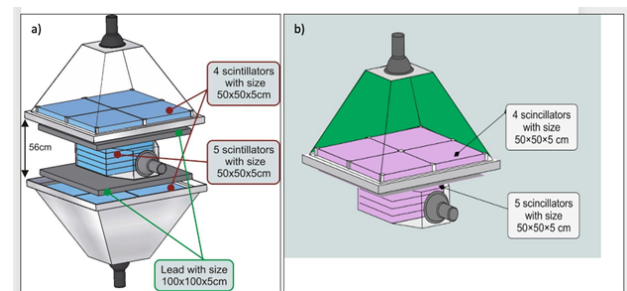 a)
4 scintillators
with size
50x50x5cm
56cm
5 scintillators
with size
50x50x5cm
Lead with size
100x100x5cm
b)
4 scincillators
with size
50×50×5 cm
5 scincillators
with size
50×50×5 cm